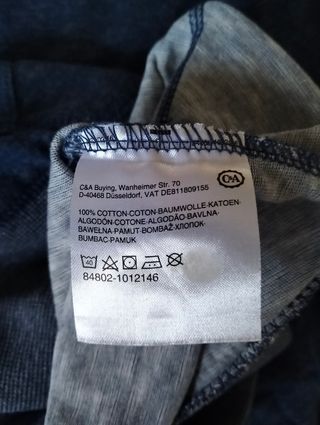 C&A Buying, Wanheimer Str. 70
D-40468 Düsseldorf, VAT DE811809155
C&A
100% COTTON-COTON-BAUMWOLLE-KATOEN-
ALGODÓN-COTONE-ALGODÃO-BAVLNA-
BAWEŁNA-PAMUT-BOMBAŽ-ХЛОПОК-
BUMBAC-PAMUK
40
84802-1012146